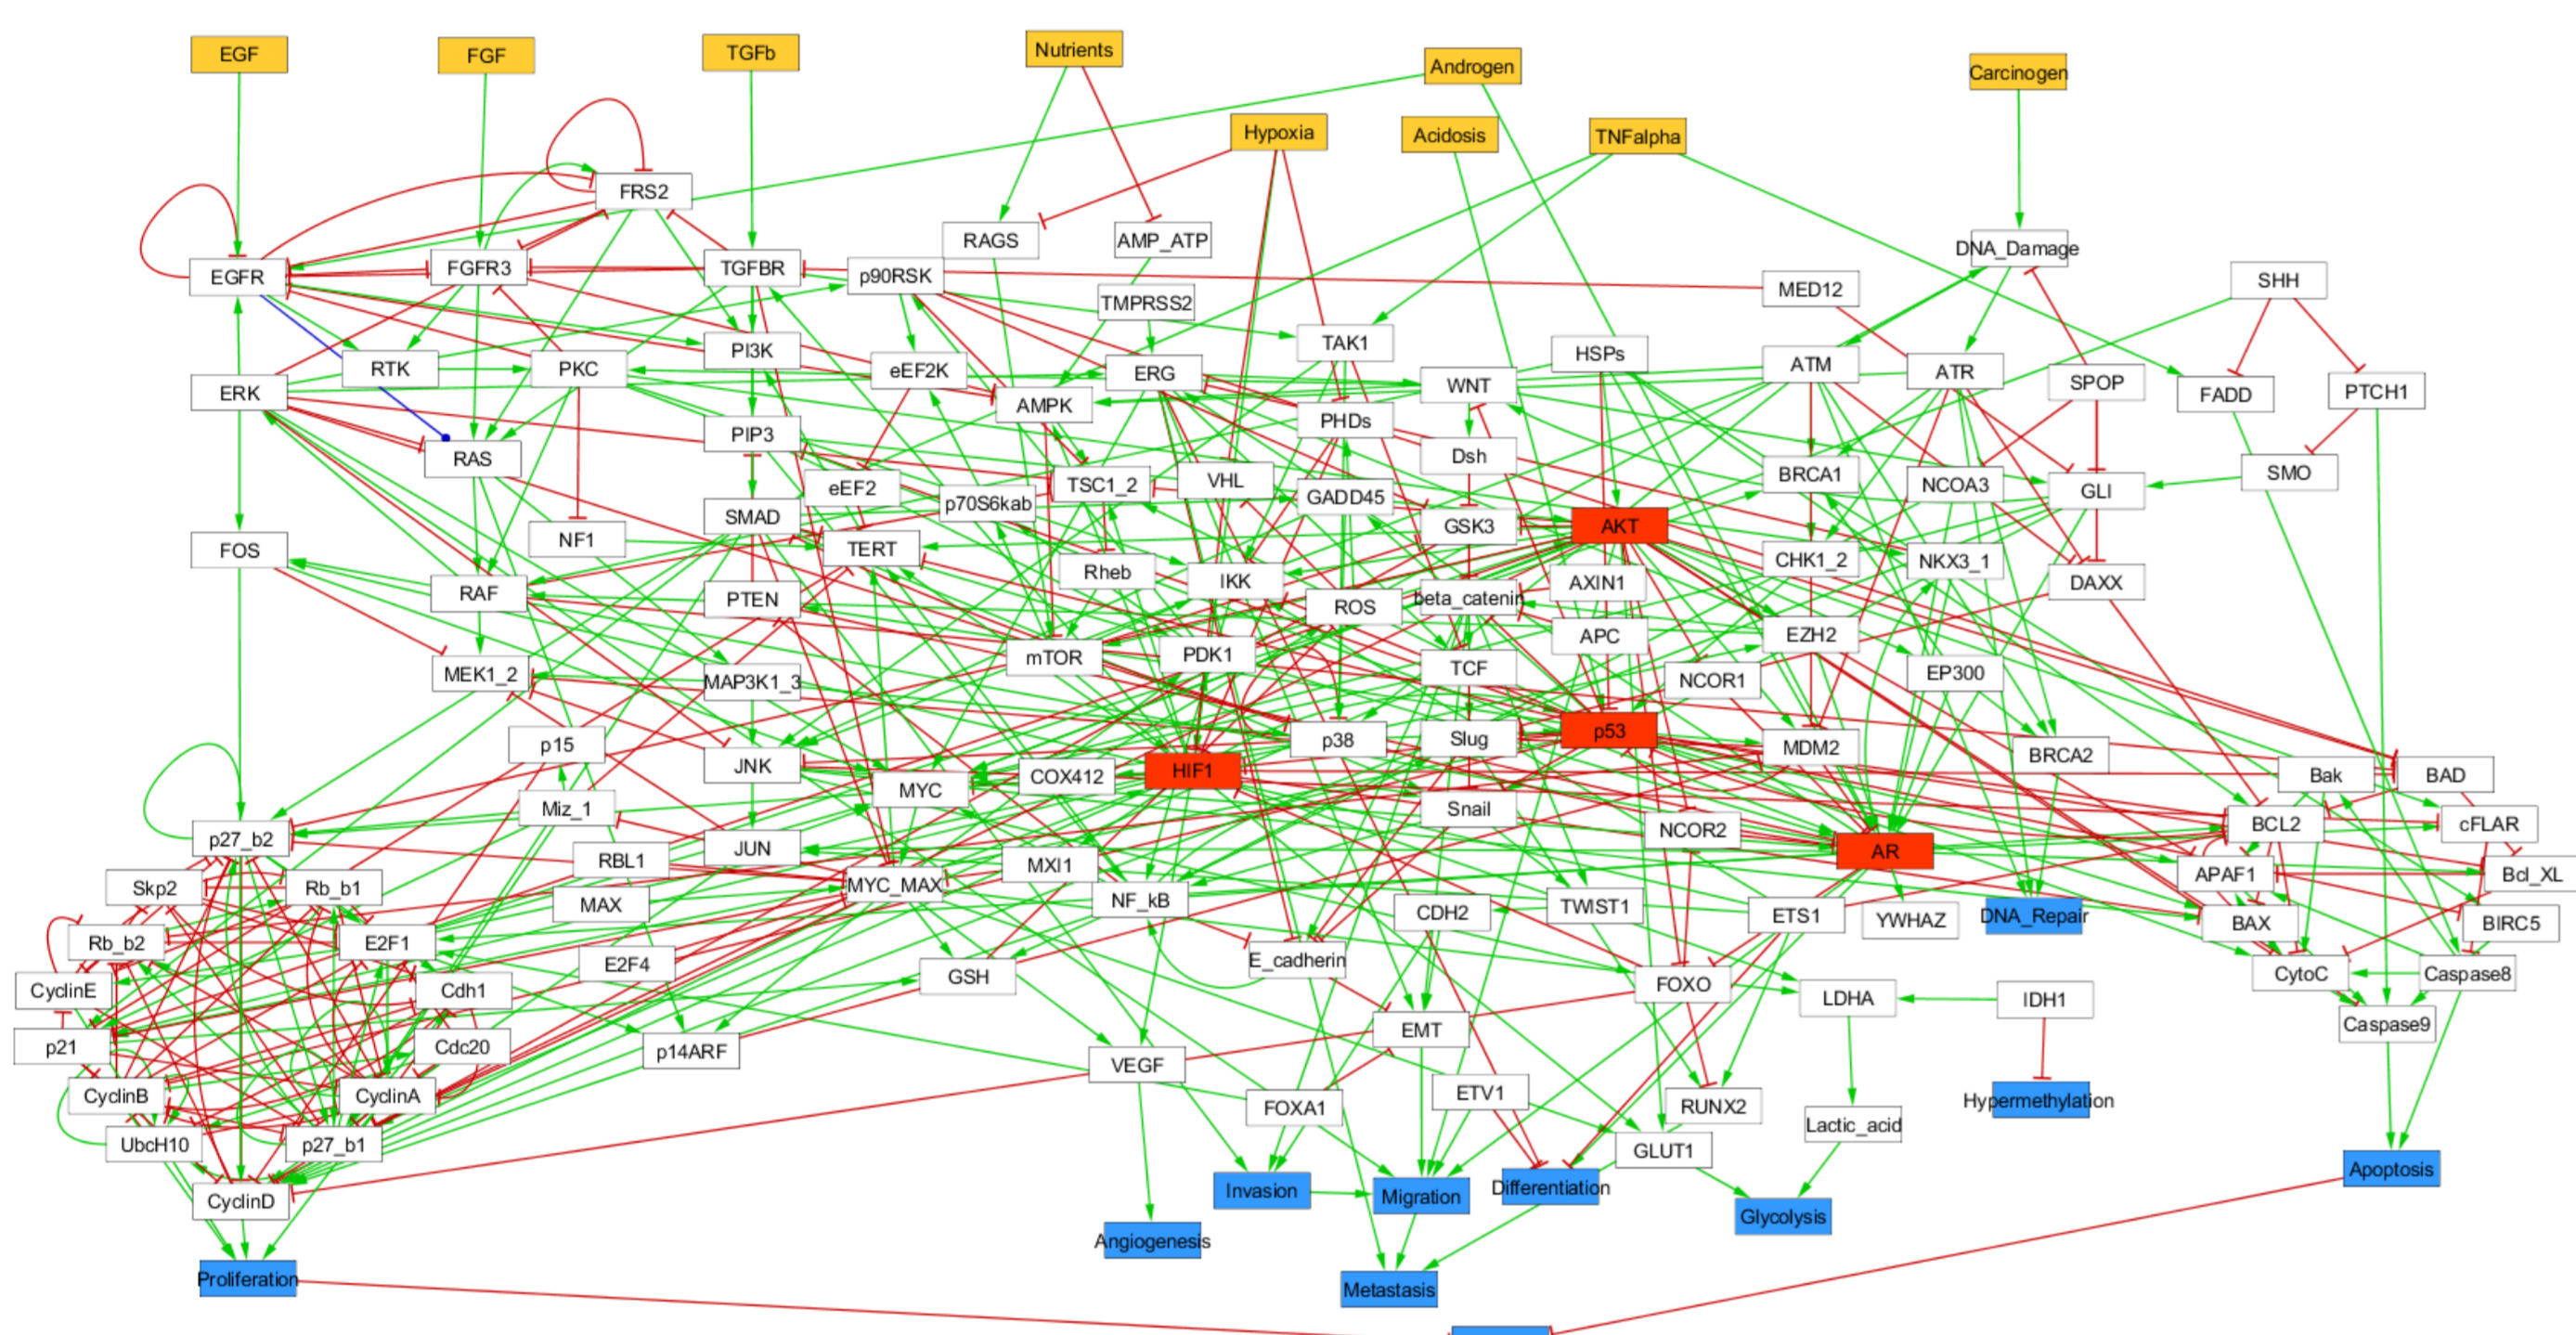 EGF
FGF
TGFb
Nutrients
Androgen
Carcinogen
Hypoxia
Acidosis
TNFalpha
FRS2
RAGS
AMP_ATP
DNA_Damage
EGFR
FGFR3
TGFBR
p90RSK
MED12
SHH
TMPRSS2
TAK1
HSPs
RTK
PKC
PI3K
eEF2K
ERG
WNT
ATM
ATR
SPOP
FADD
PTCH1
ERK
AMPK
PHDs
RAS
PIP3
Dsh
eEF2
TSC1_2
VHL
GADD45
BRCA1
NCOA3
GLI
SMO
p70S6kab
SMAD
GSK3
AKT
FOS
NF1
TERT
Rheb
IKK
CHK1_2
NKX3_1
DAXX
RAF
PTEN
ROS
beta_catenin
AXIN1
APC
EZH2
MEK1_2
MAP3K1_3
mTOR
PDK1
TCF
NCOR1
EP300
p15
JNK
p38
Slug
p53
MDM2
BRCA2
HIF1
COX412
MYC
Bak
BAD
Miz_1
Snail
p27_b2
JUN
NCOR2
AR
BCL2
cFLAR
RBL1
MXI1
Skp2
Rb_b1
MYC_MAX
NF_kB
APAF1
Bcl_XL
MAX
CDH2
TWIST1
ETS1
YWHAZ
DNA_Repair
BAX
BIRC5
Rb_b2
E2F1
E2F4
E_cadherin
GSH
FOXO
LDHA
IDH1
CytoC
Caspase8
CyclinE
Cdh1
EMT
Caspase9
p21
Cdc20
p14ARF
VEGF
CyclinB
CyclinA
FOXA1
ETV1
RUNX2
Hypermethylation
Lactic_acid
UbcH10
p27_b1
GLUT1
Apoptosis
CyclinD
Invasion
Migration
Differentiation
Glycolysis
Angiogenesis
Proliferation
Metastasis